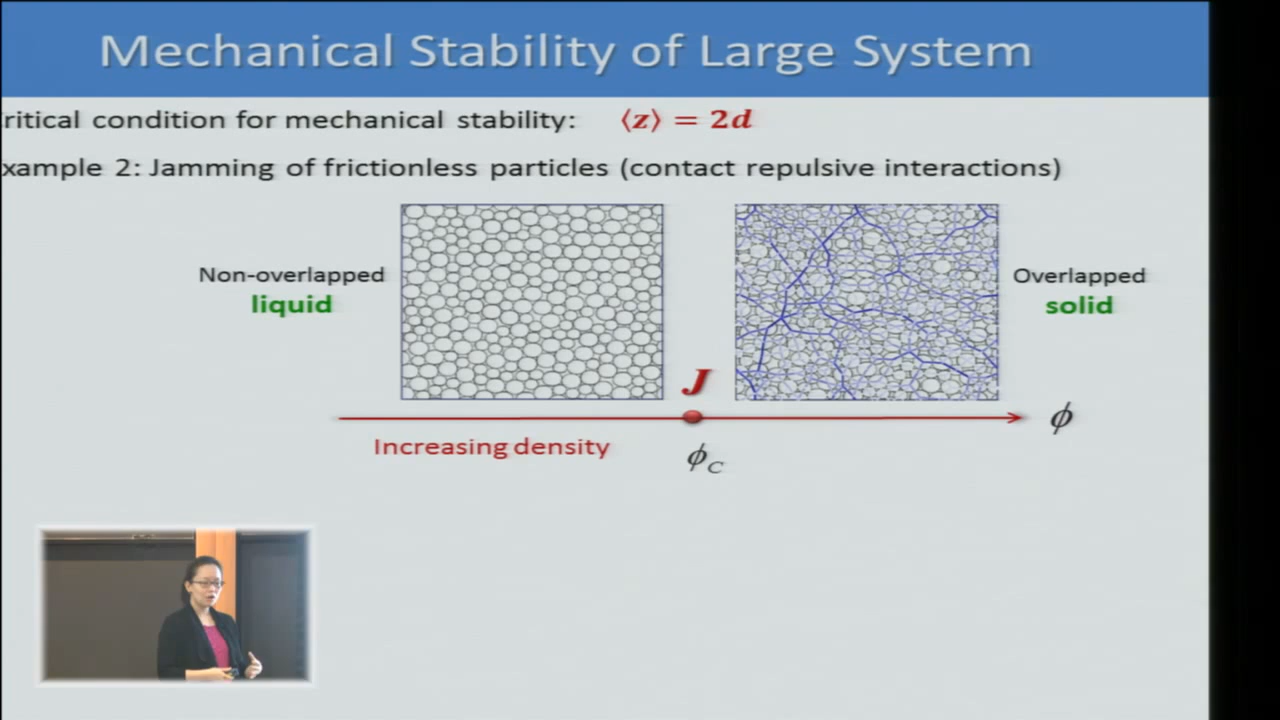 Mechanical Stability of Large System
ritical condition for mechanical stability: ⟨z⟩ = 2d
xample 2: Jamming of frictionless particles (contact repulsive interactions)
Non-overlapped
liquid
Overlapped
solid
J
ϕ
Increasing density
ϕ_C